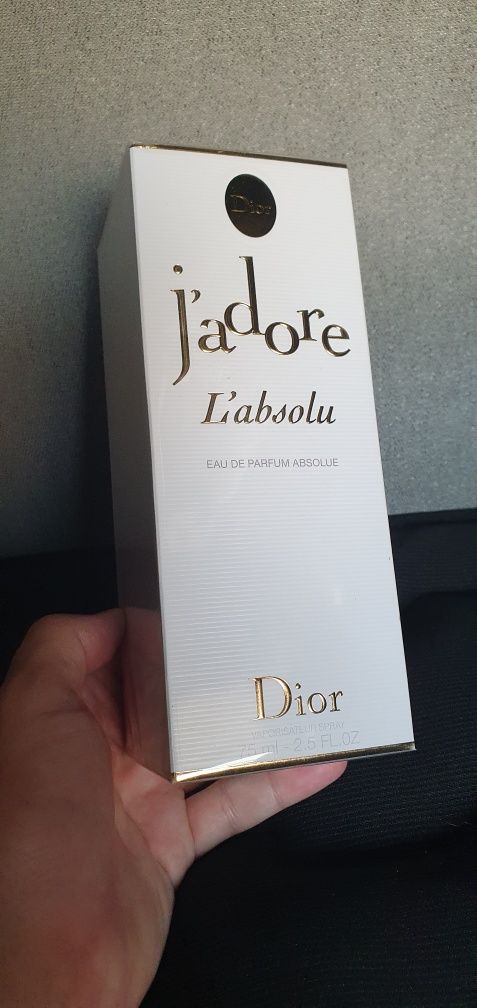 Dior
j'adore
L'absolu
EAU DE PARFUM ABSOLUE
Dior
VAPORISATEUR SPRAY
75 ml - 2.5 FL.OZ